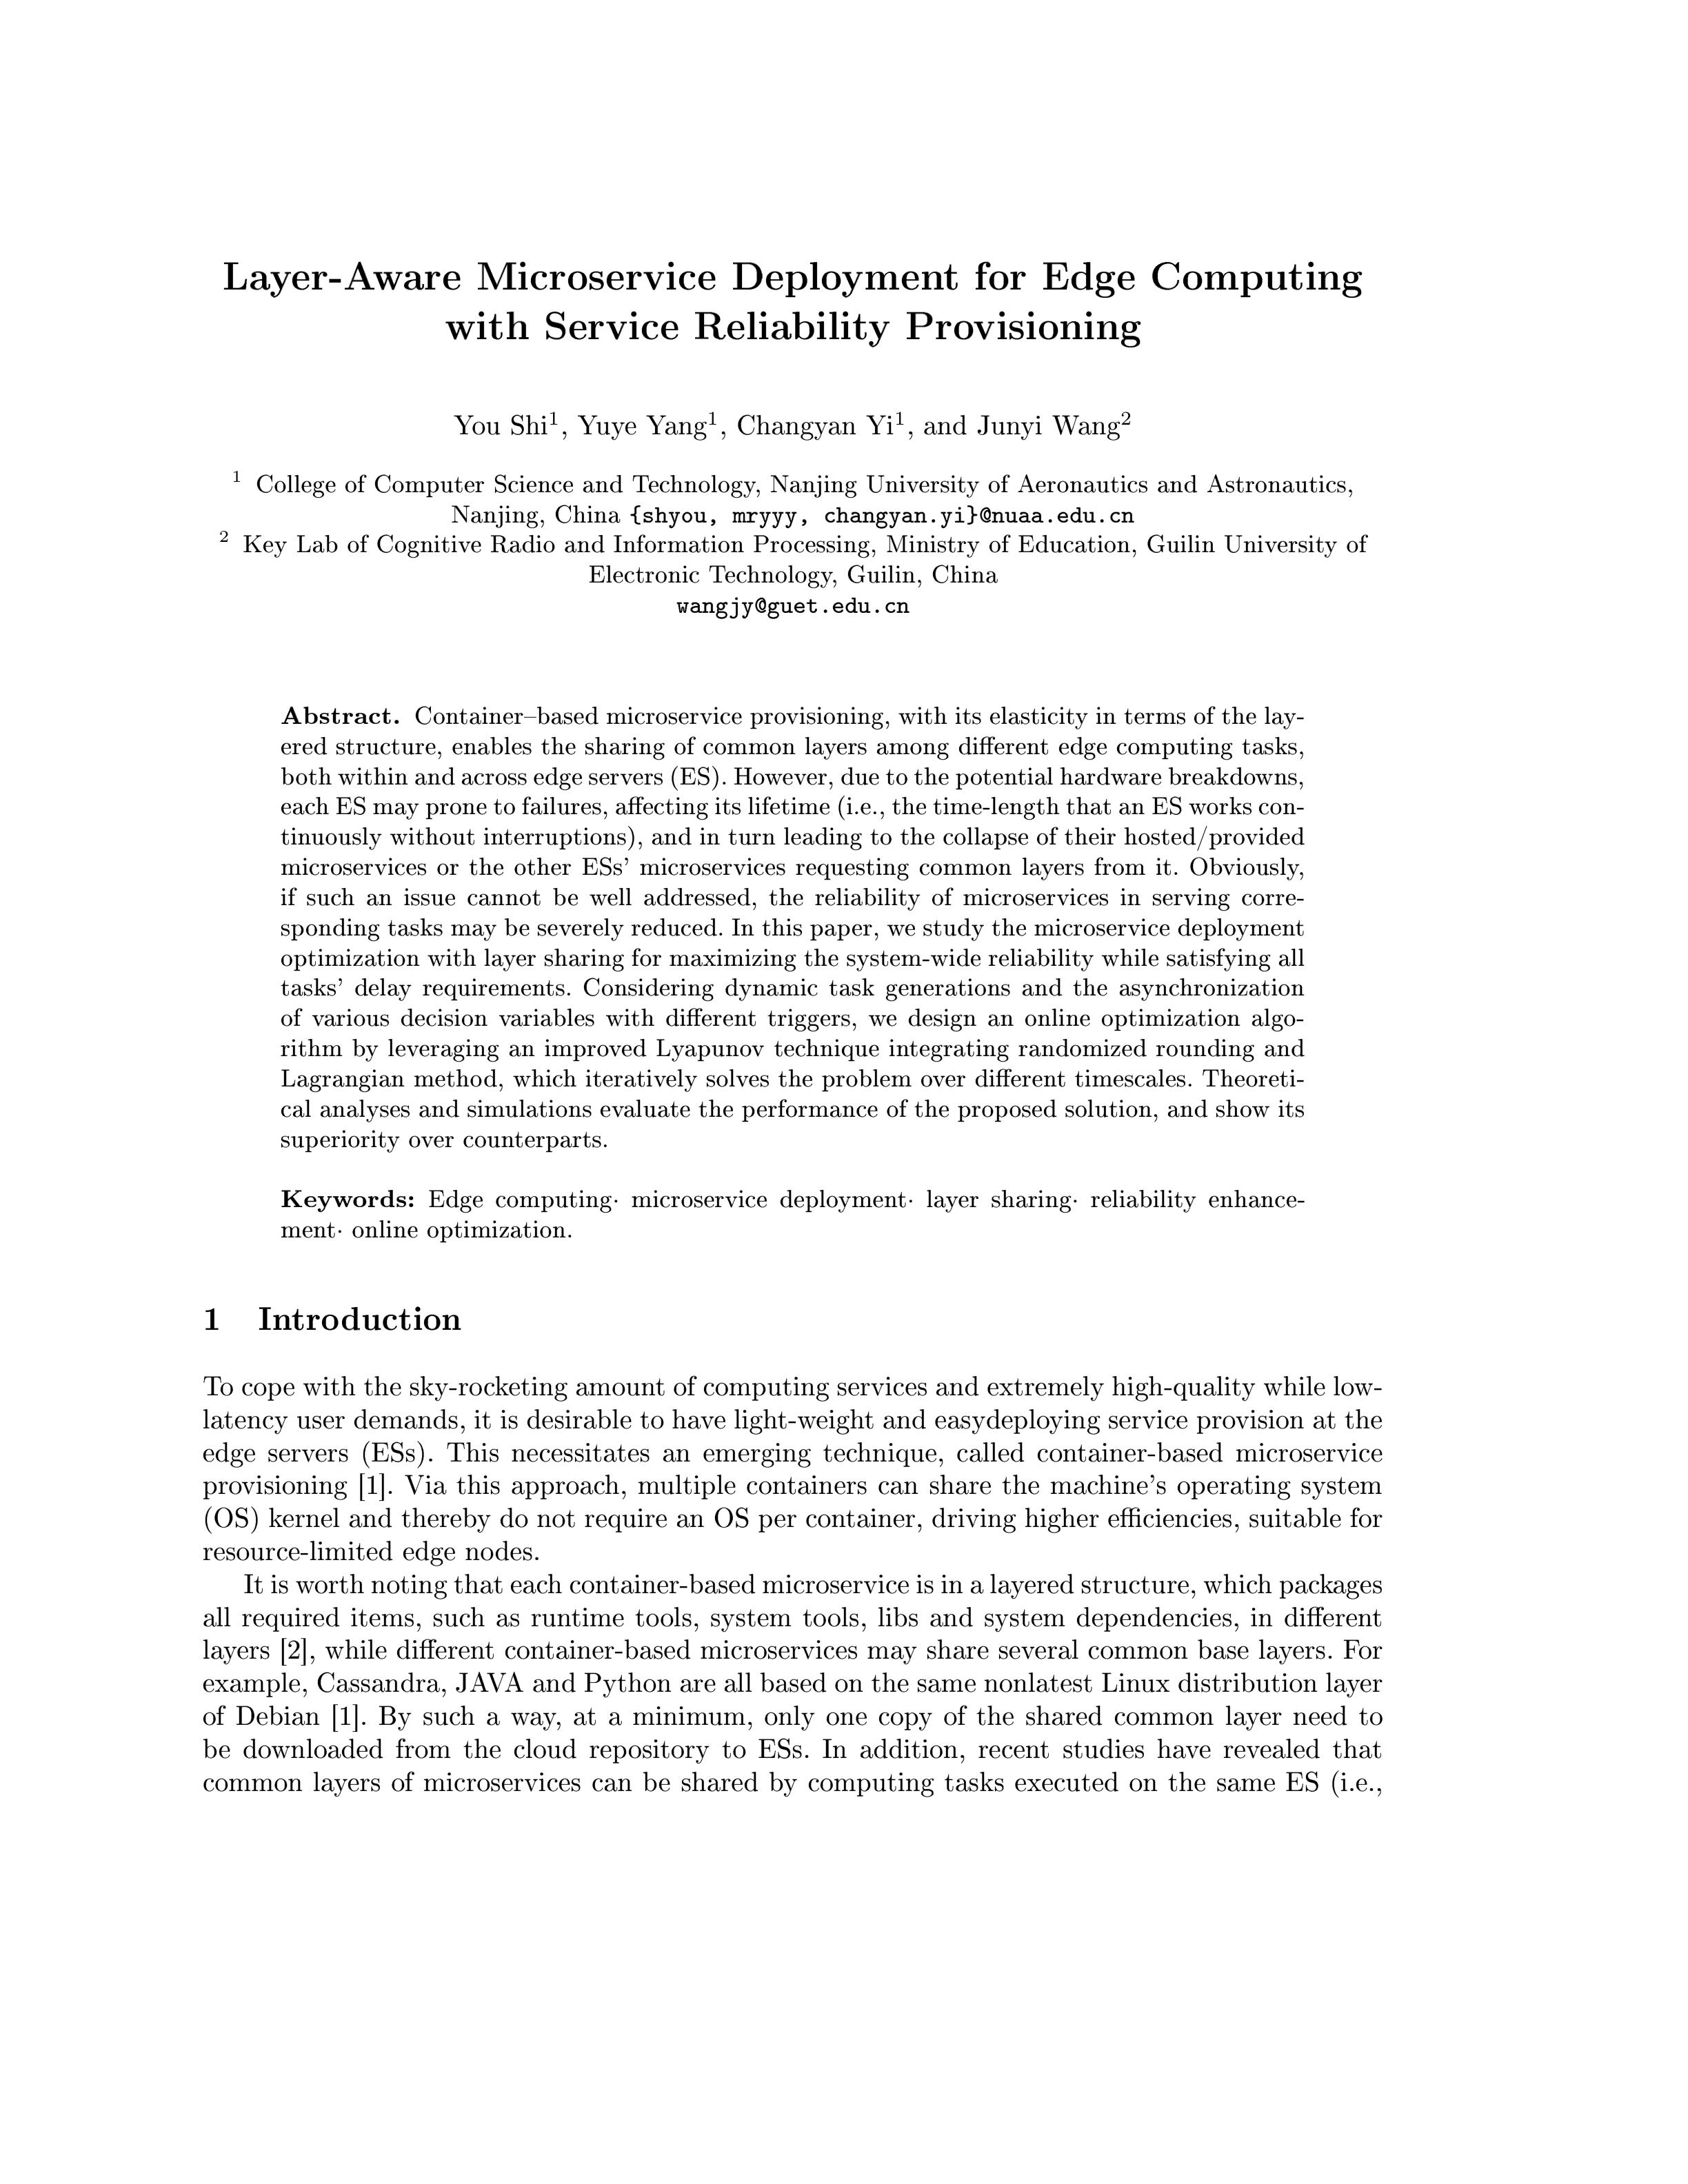 Layer-Aware Microservice Deployment for Edge Computing
with Service Reliability Provisioning
You Shi1, Yuye Yang1, Changyan Yi1, and Junyi Wang2
1 College of Computer Science and Technology, Nanjing University of Aeronautics and Astronautics,
Nanjing, China {shyou, mryyy, changyan.yi}@nuaa.edu.cn
2 Key Lab of Cognitive Radio and Information Processing, Ministry of Education, Guilin University of
Electronic Technology, Guilin, China
wangjy@guet.edu.cn
Abstract. Container–based microservice provisioning, with its elasticity in terms of the lay-
ered structure, enables the sharing of common layers among different edge computing tasks,
both within and across edge servers (ES). However, due to the potential hardware breakdowns,
each ES may prone to failures, affecting its lifetime (i.e., the time-length that an ES works con-
tinuously without interruptions), and in turn leading to the collapse of their hosted/provided
microservices or the other ESs' microservices requesting common layers from it. Obviously,
if such an issue cannot be well addressed, the reliability of microservices in serving corre-
sponding tasks may be severely reduced. In this paper, we study the microservice deployment
optimization with layer sharing for maximizing the system-wide reliability while satisfying all
tasks' delay requirements. Considering dynamic task generations and the asynchronization
of various decision variables with different triggers, we design an online optimization algo-
rithm by leveraging an improved Lyapunov technique integrating randomized rounding and
Lagrangian method, which iteratively solves the problem over different timescales. Theoreti-
cal analyses and simulations evaluate the performance of the proposed solution, and show its
superiority over counterparts.
Keywords: Edge computing· microservice deployment· layer sharing· reliability enhance-
ment· online optimization.
1 Introduction
To cope with the sky-rocketing amount of computing services and extremely high-quality while low-
latency user demands, it is desirable to have light-weight and easydeploying service provision at the
edge servers (ESs). This necessitates an emerging technique, called container-based microservice
provisioning [1]. Via this approach, multiple containers can share the machine's operating system
(OS) kernel and thereby do not require an OS per container, driving higher efficiencies, suitable for
resource-limited edge nodes.
It is worth noting that each container-based microservice is in a layered structure, which packages
all required items, such as runtime tools, system tools, libs and system dependencies, in different
layers [2], while different container-based microservices may share several common base layers. For
example, Cassandra, JAVA and Python are all based on the same nonlatest Linux distribution layer
of Debian [1]. By such a way, at a minimum, only one copy of the shared common layer need to
be downloaded from the cloud repository to ESs. In addition, recent studies have revealed that
common layers of microservices can be shared by computing tasks executed on the same ES (i.e.,